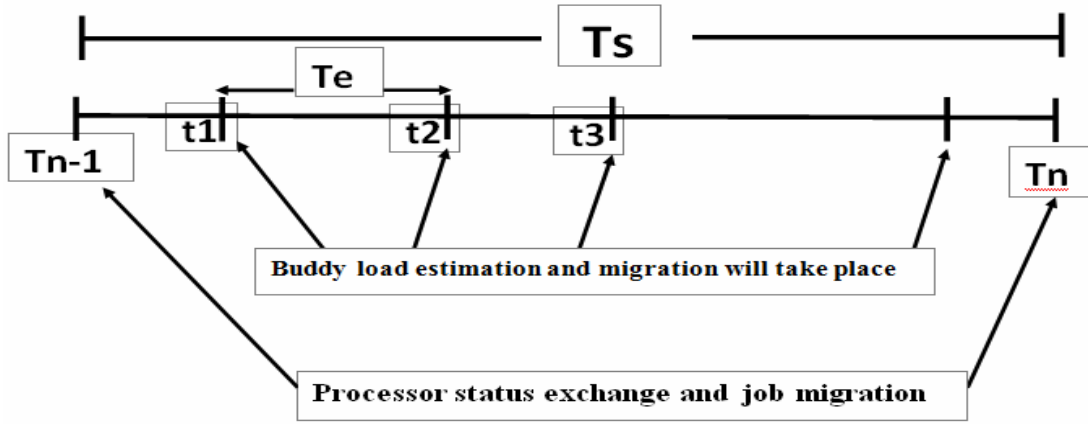 Ts
Te
t1
t2
t3
Tn-1
Tn
Buddy load estimation and migration will take place
Processor status exchange and job migration